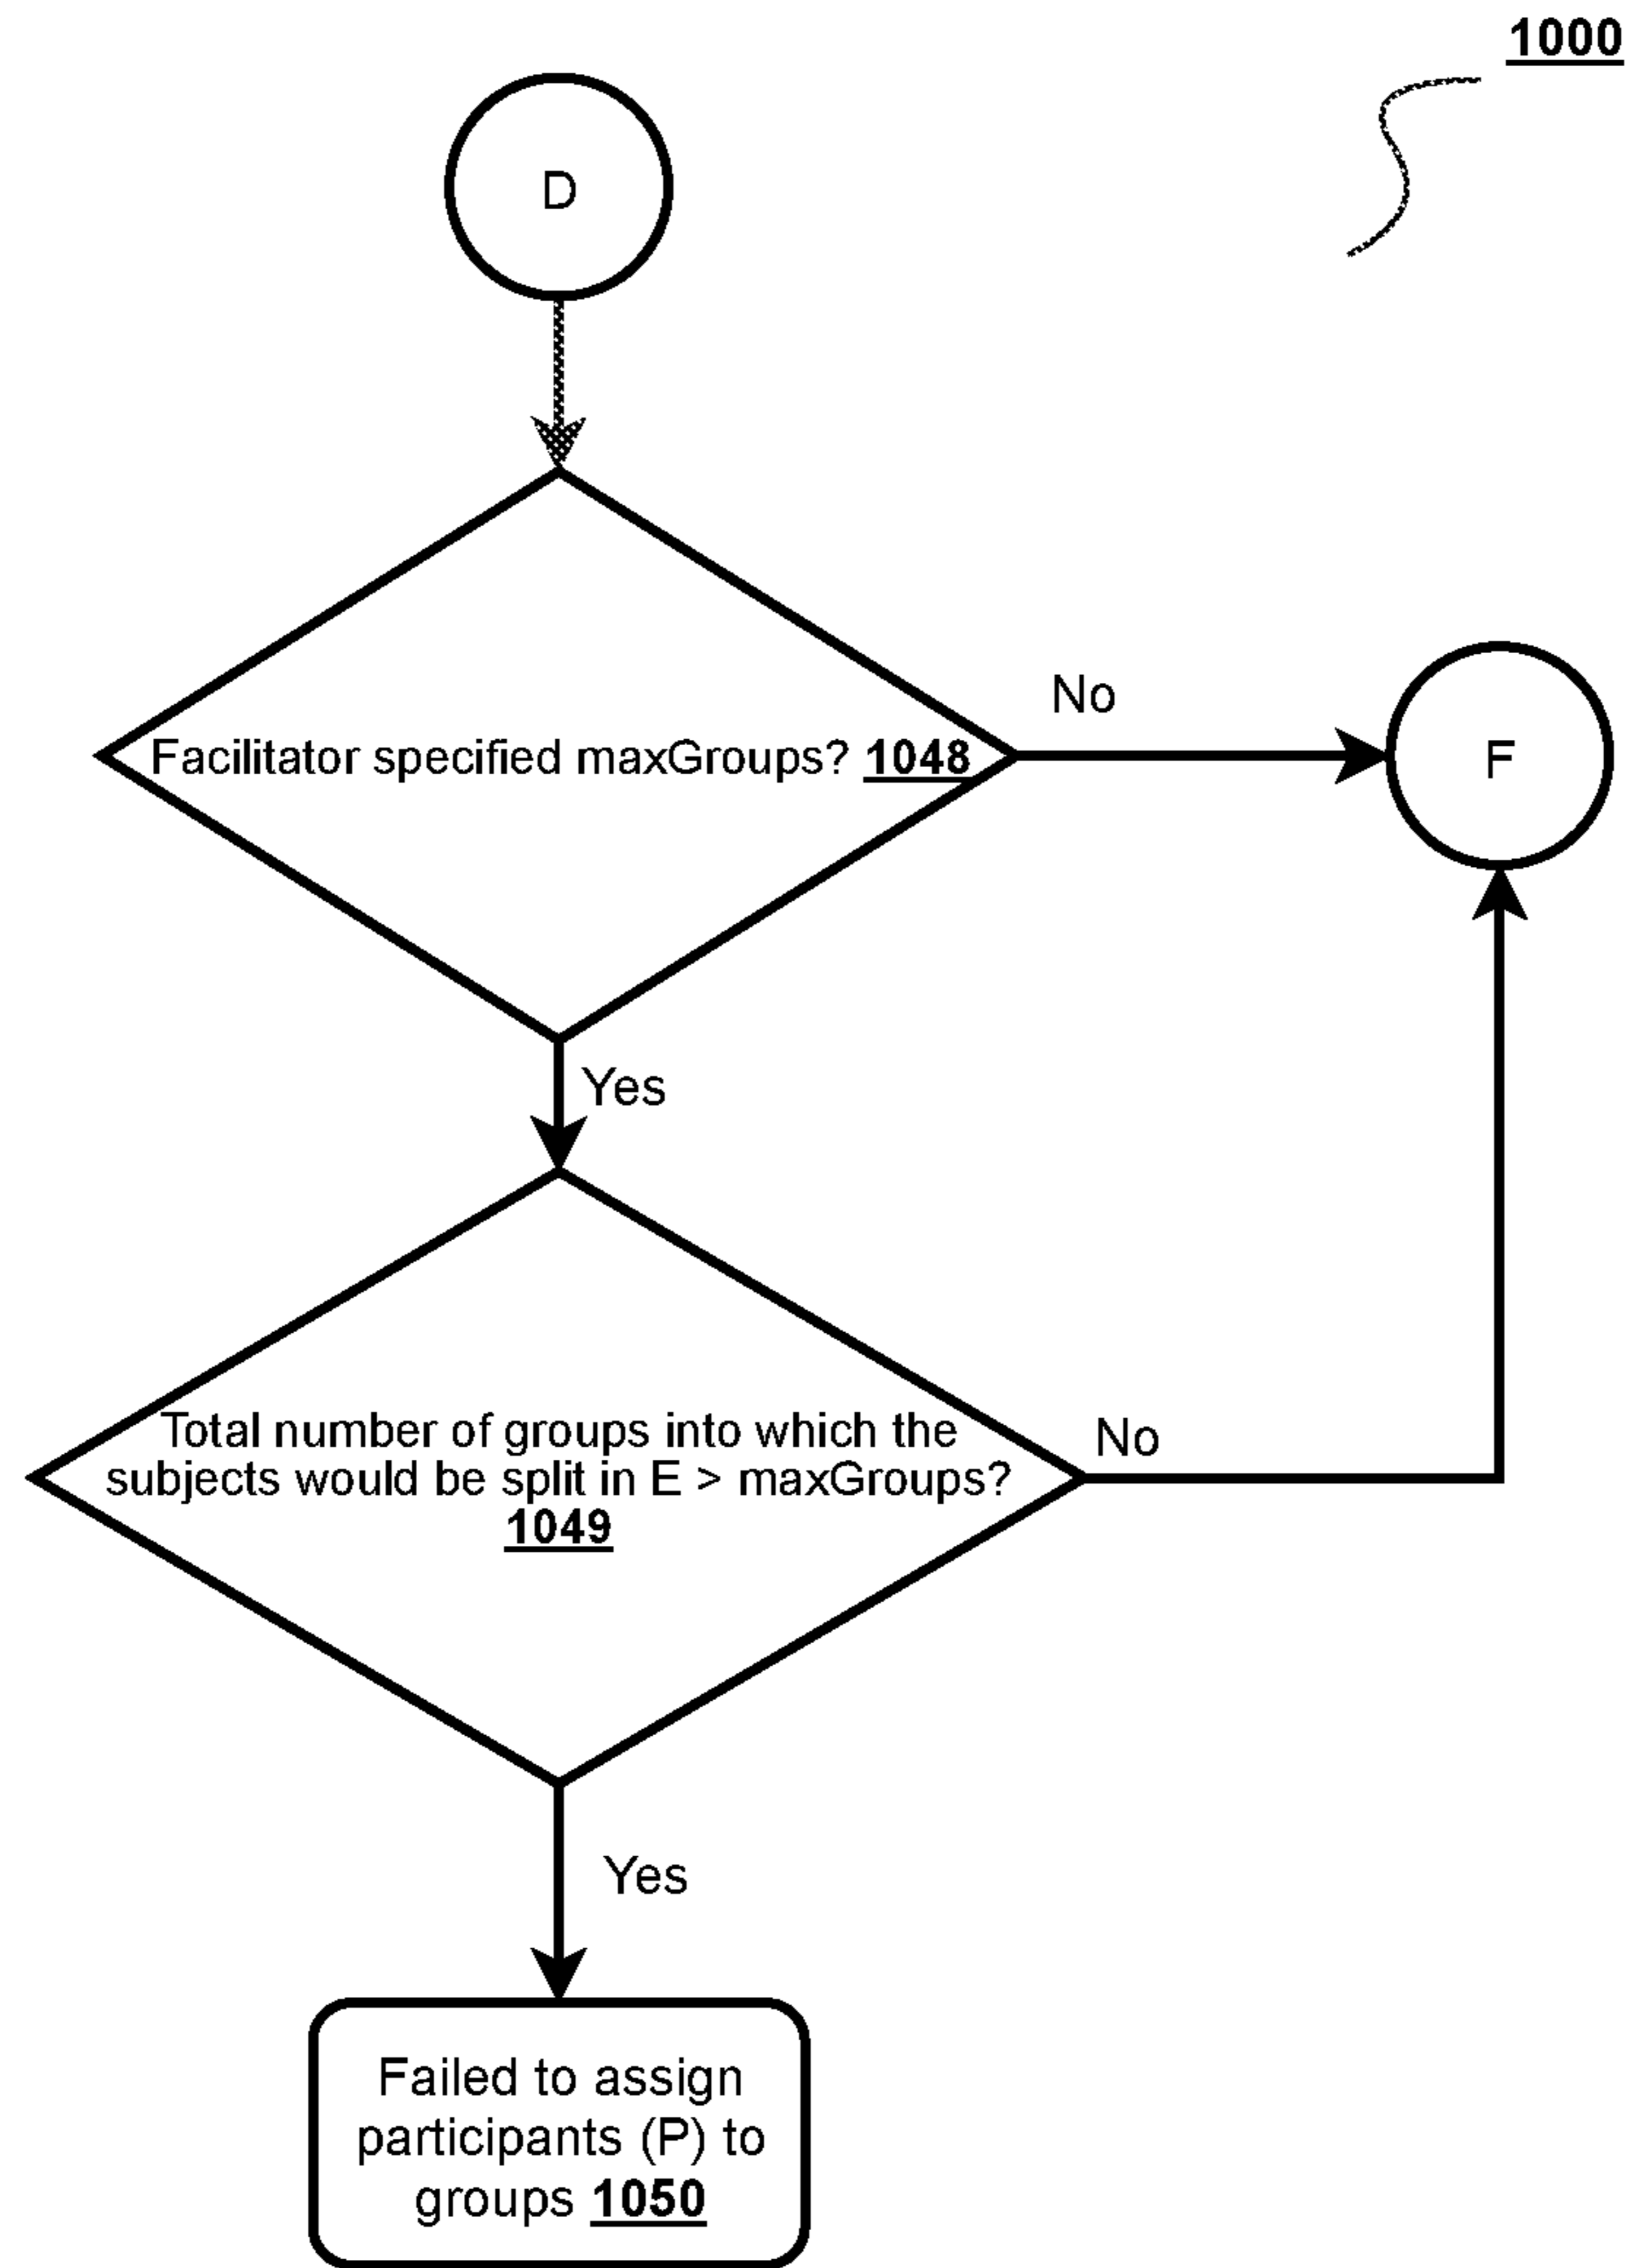 1000
D
No
Facilitator specified maxGroups? 1048
F
Yes
Total number of groups into which the
subjects would be split in E > maxGroups?
1049
No
Yes
Failed to assign
participants (P) to
groups 1050